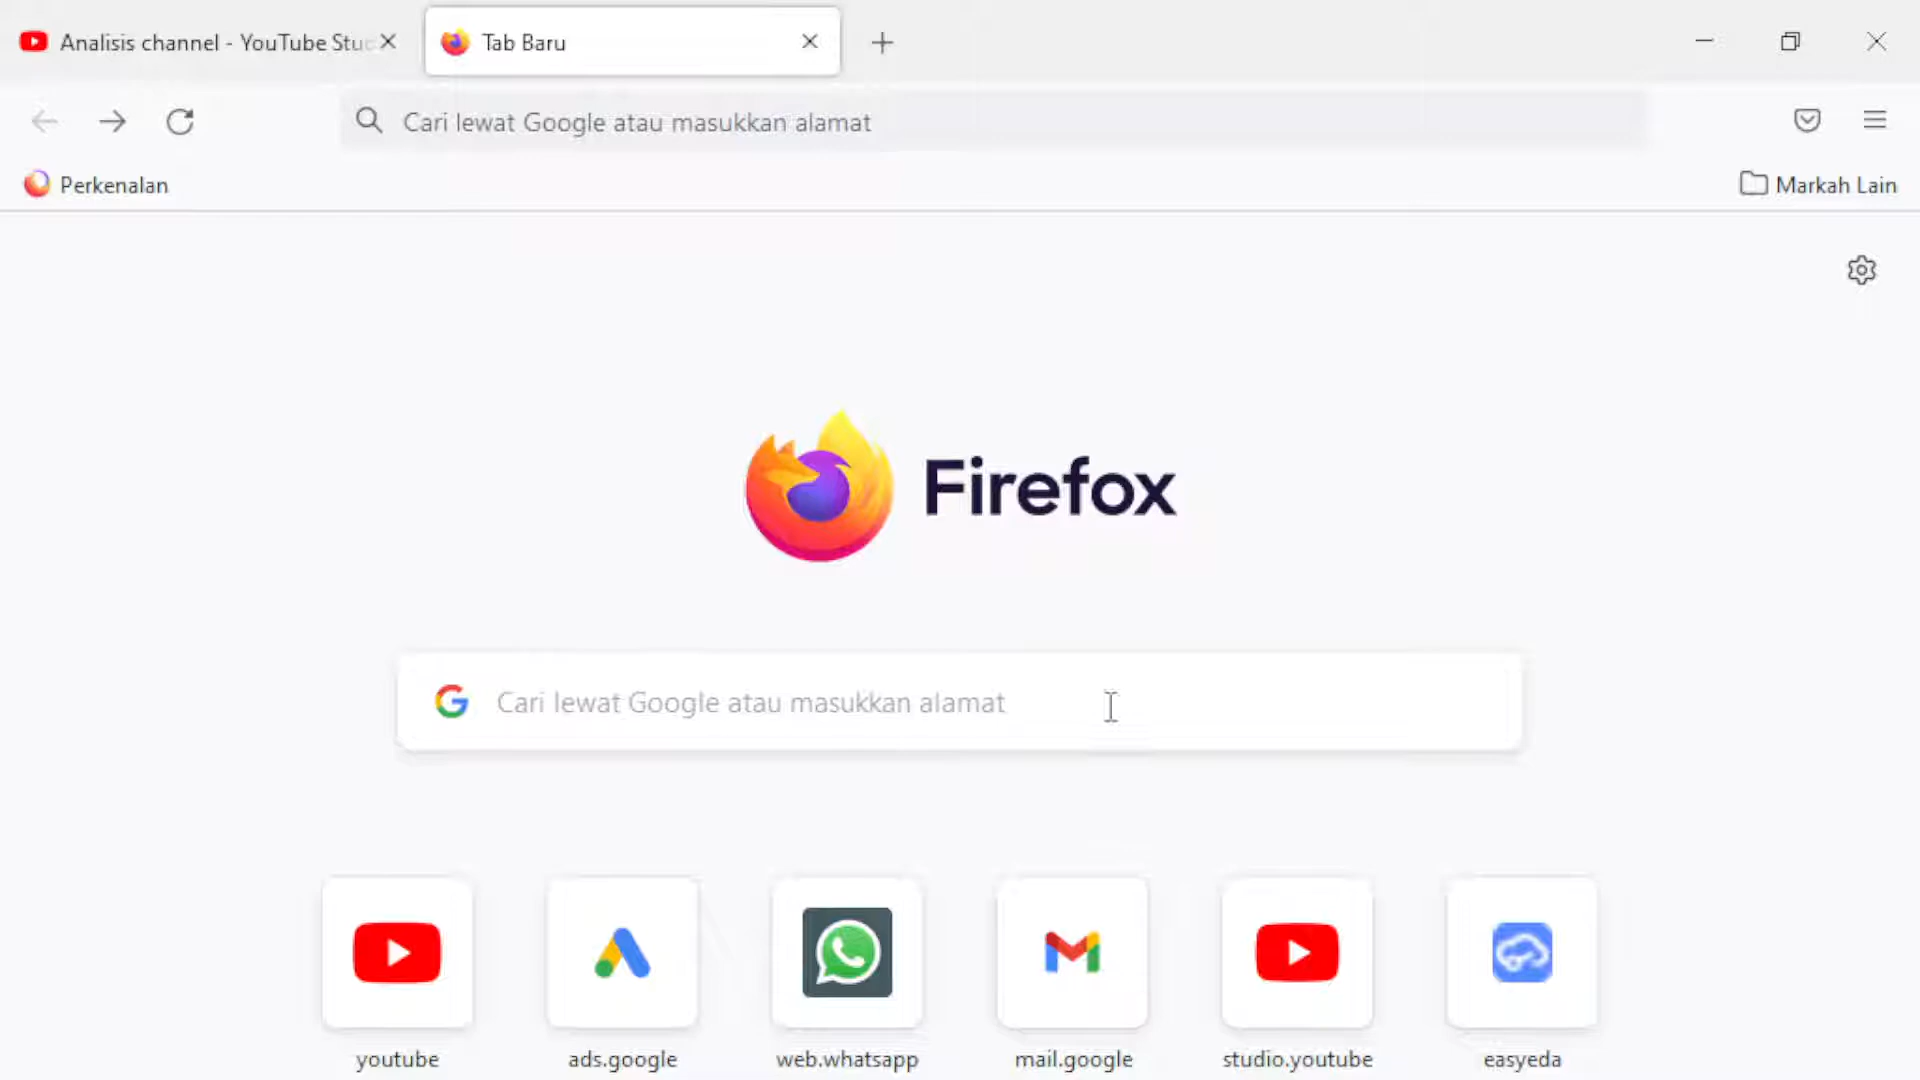 Analisis channel - YouTube Stu
Tab Baru
Cari lewat Google atau masukkan alamat
Perkenalan
Markah Lain
Firefox
Cari lewat Google atau masukkan alamat
youtube
ads.google
web.whatsapp
mail.google
studio.youtube
easyeda